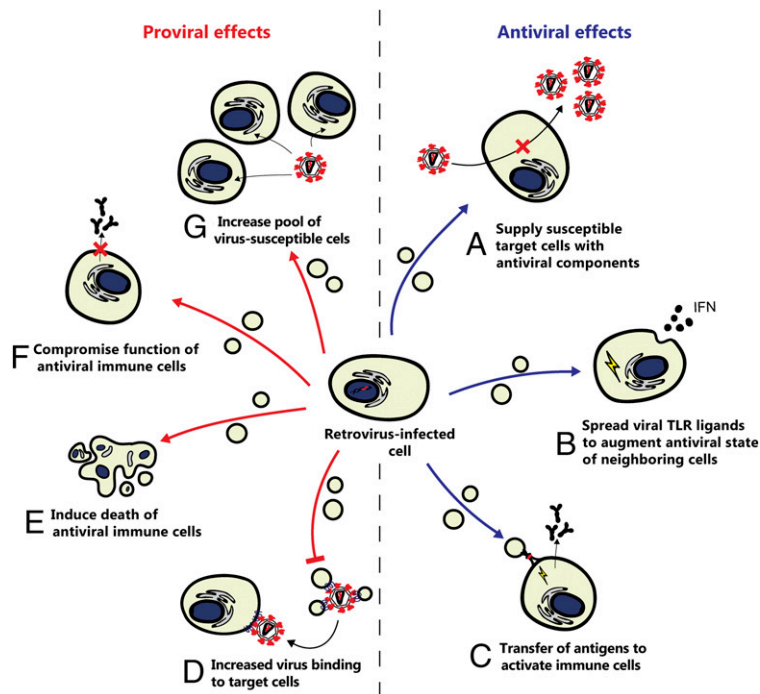 Proviral effects
Antiviral effects
G
Increase pool of
virus-susceptible cels
A
Supply susceptible
target cells with
antiviral components
F
Compromise function of
antiviral immune cells
IFN
Retrovirus-infected
cell
B
Spread viral TLR ligands
to augment antiviral state
of neighboring cells
E
Induce death of
antiviral immune cells
D
Increased virus binding
to target cells
C
Transfer of antigens to
activate immune cells